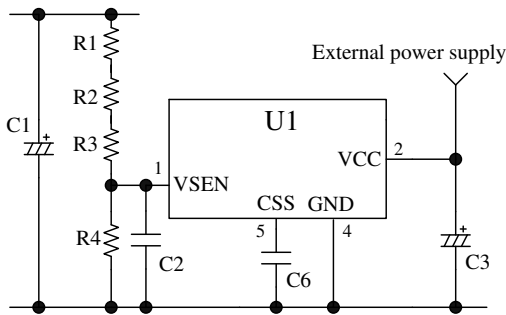 R1
External power supply
R2
U1
C1
R3
VCC
2
1
VSEN
CSS
GND
R4
5
4
C2
C6
C3
+
+